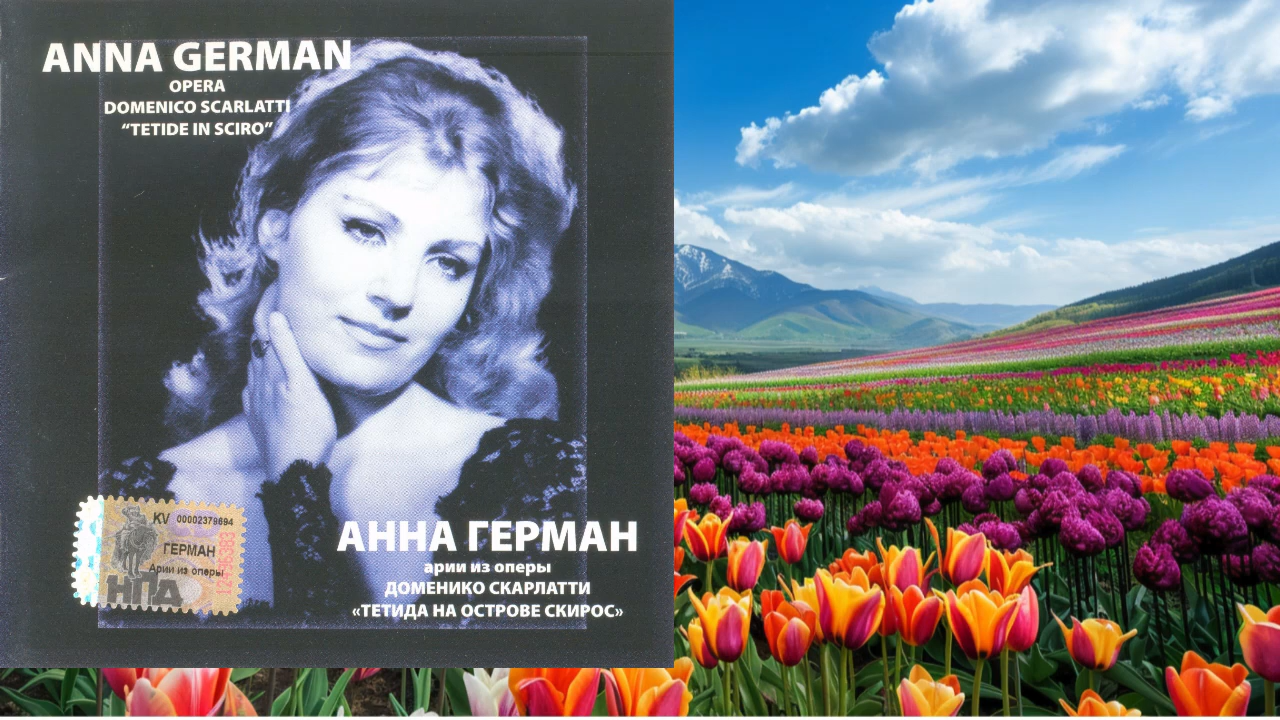 ANNA GERMAN
OPERA
DOMENICO SCARLATTI
“TETIDE IN SCIRO”
АННА ГЕРМАН
арии из оперы
ДОМЕНИКО СКАРЛАТТИ
«ТЕТИДА НА ОСТРОВЕ СКИРОС»
KV 00002379694
ГЕРМАН
Арии из оперы
НПД